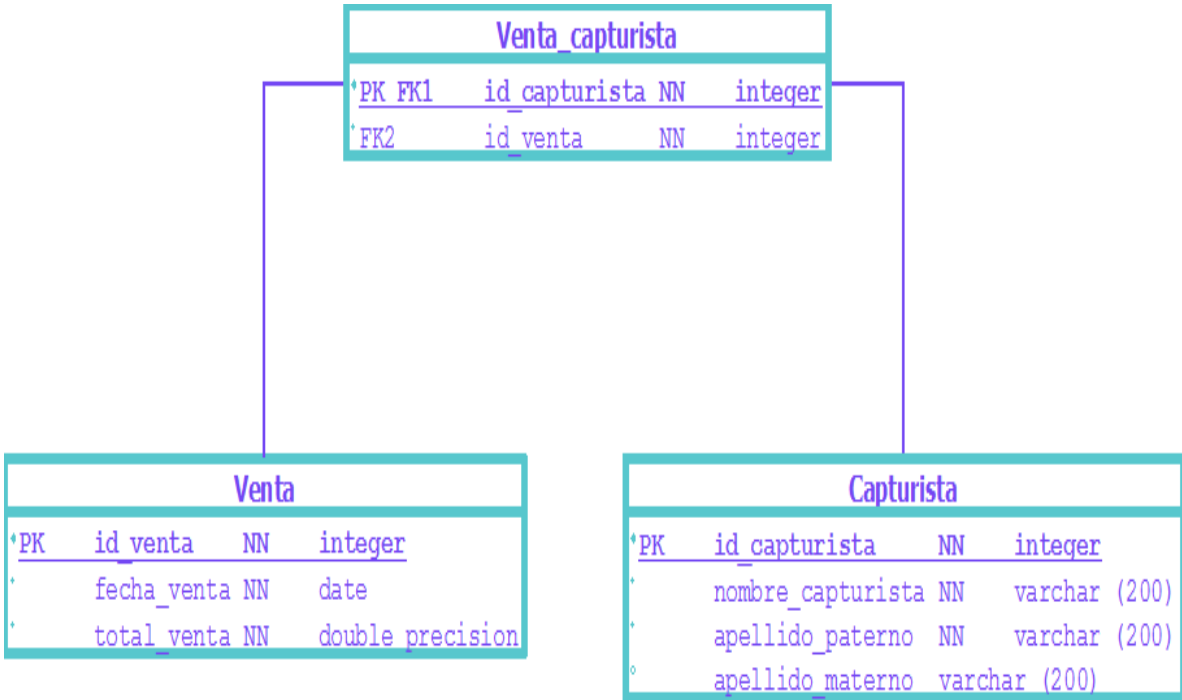 Venta_capturista
PK FK1 id_capturista NN integer
FK2 id_venta NN integer
Venta
PK id_venta NN integer
fecha_venta NN date
total_venta NN double precision
Capturista
PK id_capturista NN integer
nombre_capturista NN varchar (200)
apellido_paterno NN varchar (200)
apellido_materno varchar (200)